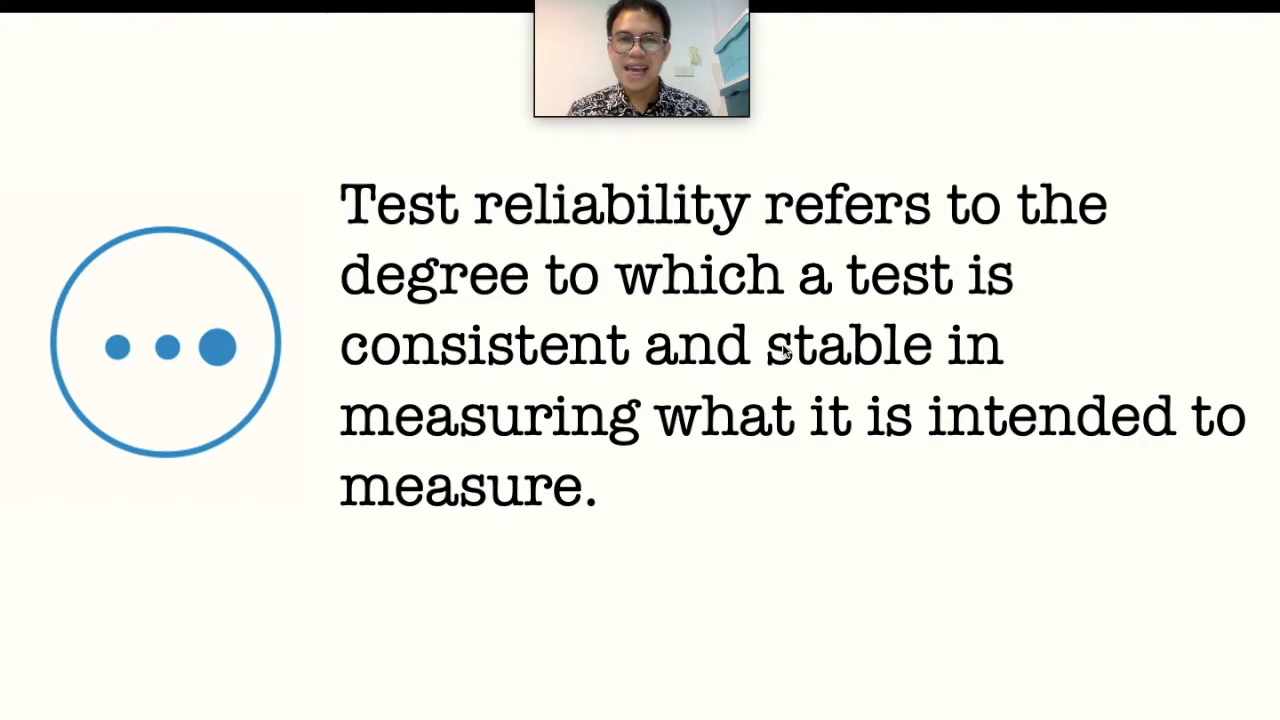 Test reliability refers to the
degree to which a test is
consistent and stable in
measuring what it is intended to
measure.